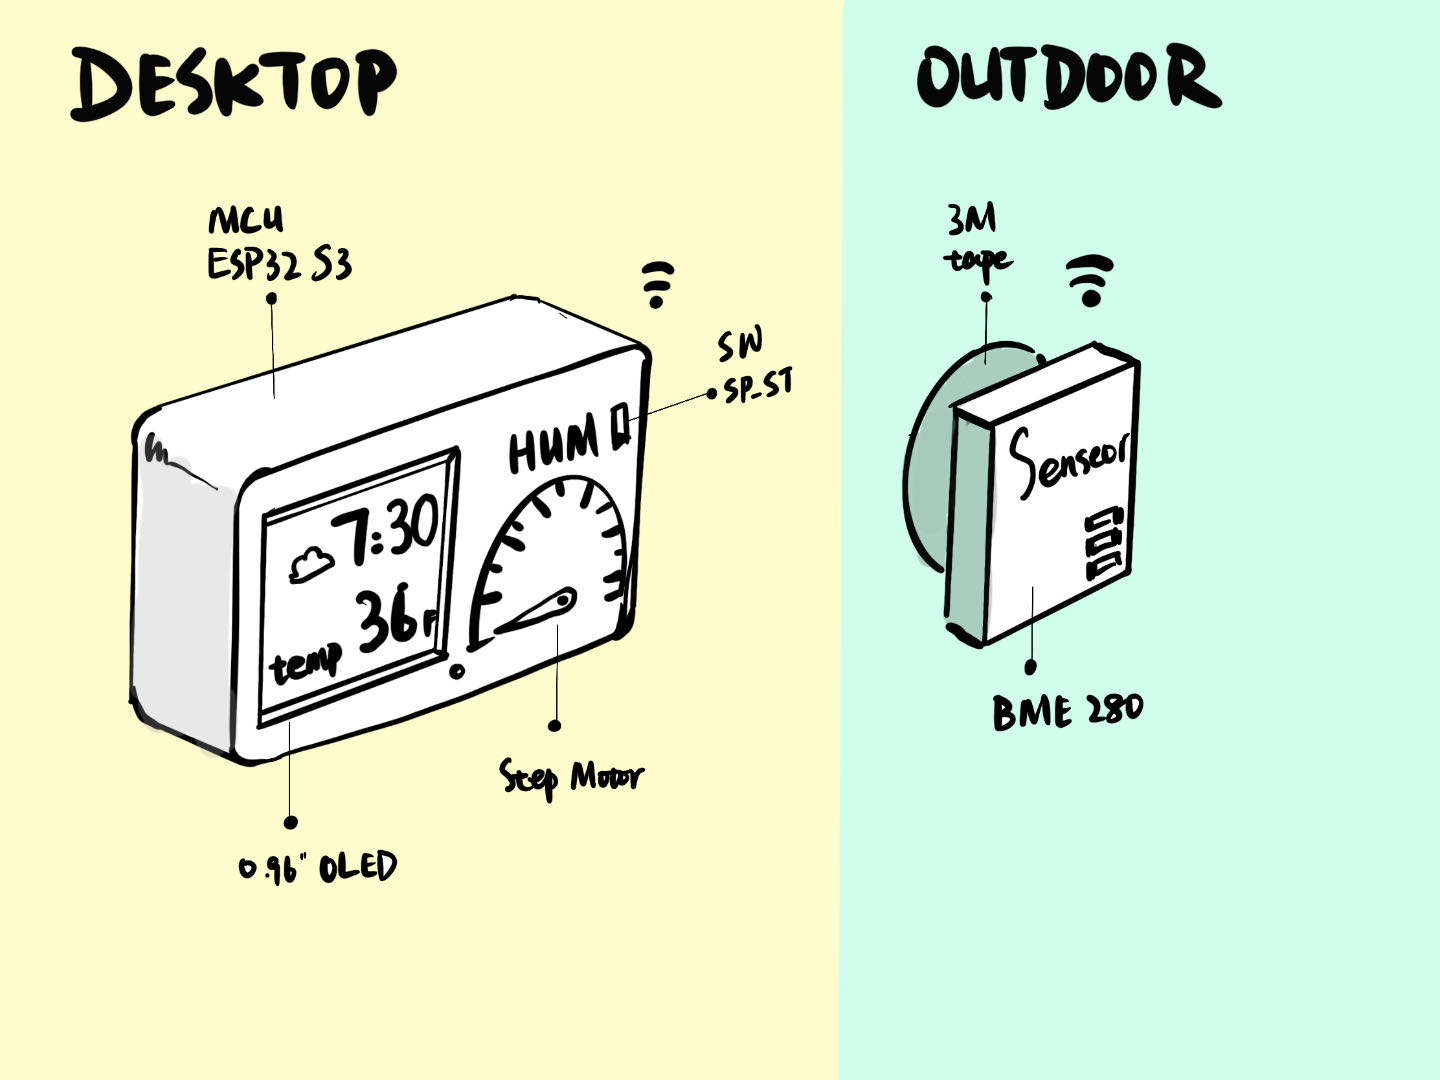 DESKTOP
MCU
ESP32 S3
SW
SP_ST
HUM
7:30
36F
temp
Step Motor
0.96" OLED
OUTDOOR
3M
tape
Senseor
BME 280